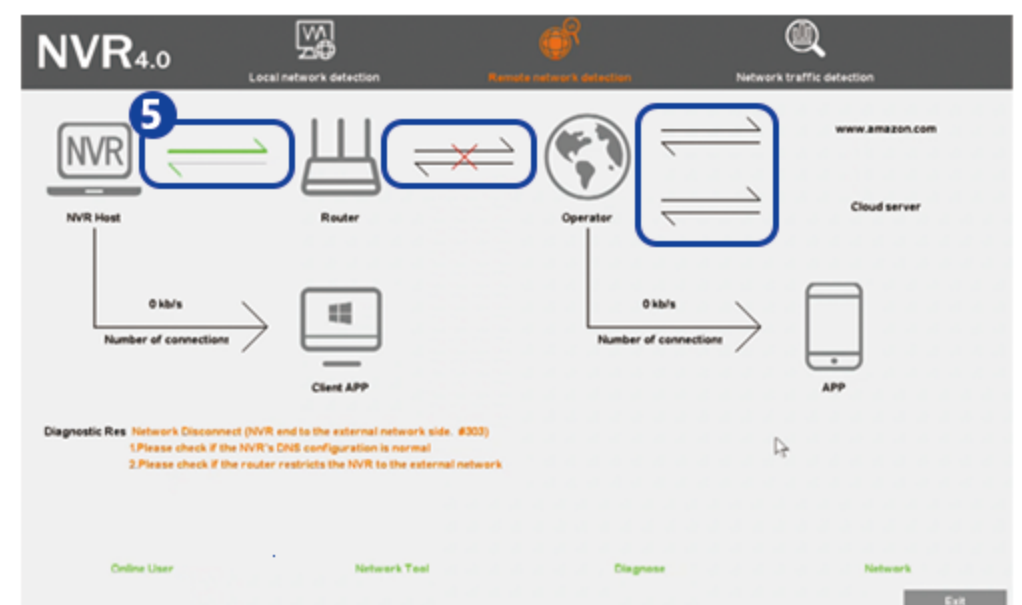 NVR4.0
Local network detection
Remote network detection
Network traffic detection
5
NVR
www.amazon.com
Cloud server
NVR Host
Router
Operator
0 kb/s
Number of connections
0 kb/s
Number of connections
Client APP
APP
Diagnostic Res Network Disconnect (NVR end to the external network side. #303)
1.Please check if the NVR's DNS configuration is normal
2.Please check if the router restricts the NVR to the external network
Online User
Network Tool
Diagnose
Network
Exit